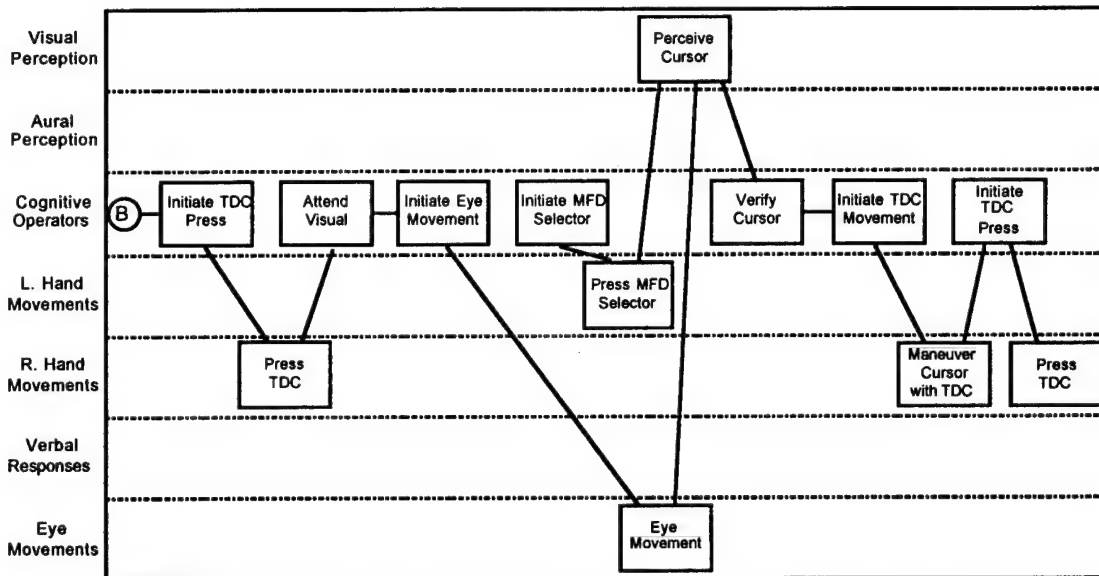 Visual
Perception
Perceive
Cursor
Aural
Perception
Cognitive
Operators
B
Initiate TDC
Press
Attend
Visual
Initiate Eye
Movement
Initiate MFD
Selector
Verify
Cursor
Initiate TDC
Movement
Initiate
TDC
Press
L. Hand
Movements
Press MFD
Selector
R. Hand
Movements
Press
TDC
Maneuver
Cursor
with TDC
Press
TDC
Verbal
Responses
Eye
Movements
Eye
Movement